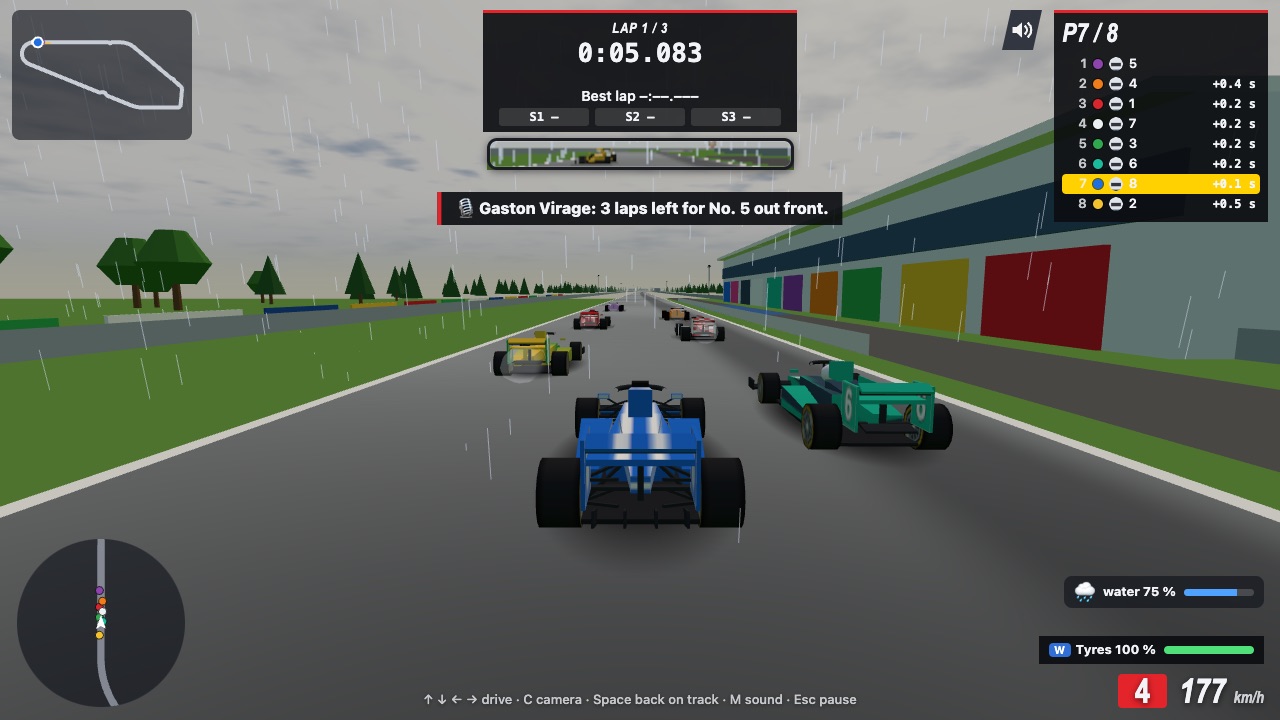 LAP 1 / 3
0:05.083
Best lap –:––.–––
S1 – S2 – S3 –
🎙 Gaston Virage: 3 laps left for No. 5 out front.
P7 / 8
1 5
2 4 +0.4 s
3 1 +0.2 s
4 7 +0.2 s
5 3 +0.2 s
6 6 +0.2 s
7 8 +0.1 s
8 2 +0.5 s
6
water 75 %
W Tyres 100 %
4 177 km/h
↑ ↓ ← → drive · C camera · Space back on track · M sound · Esc pause